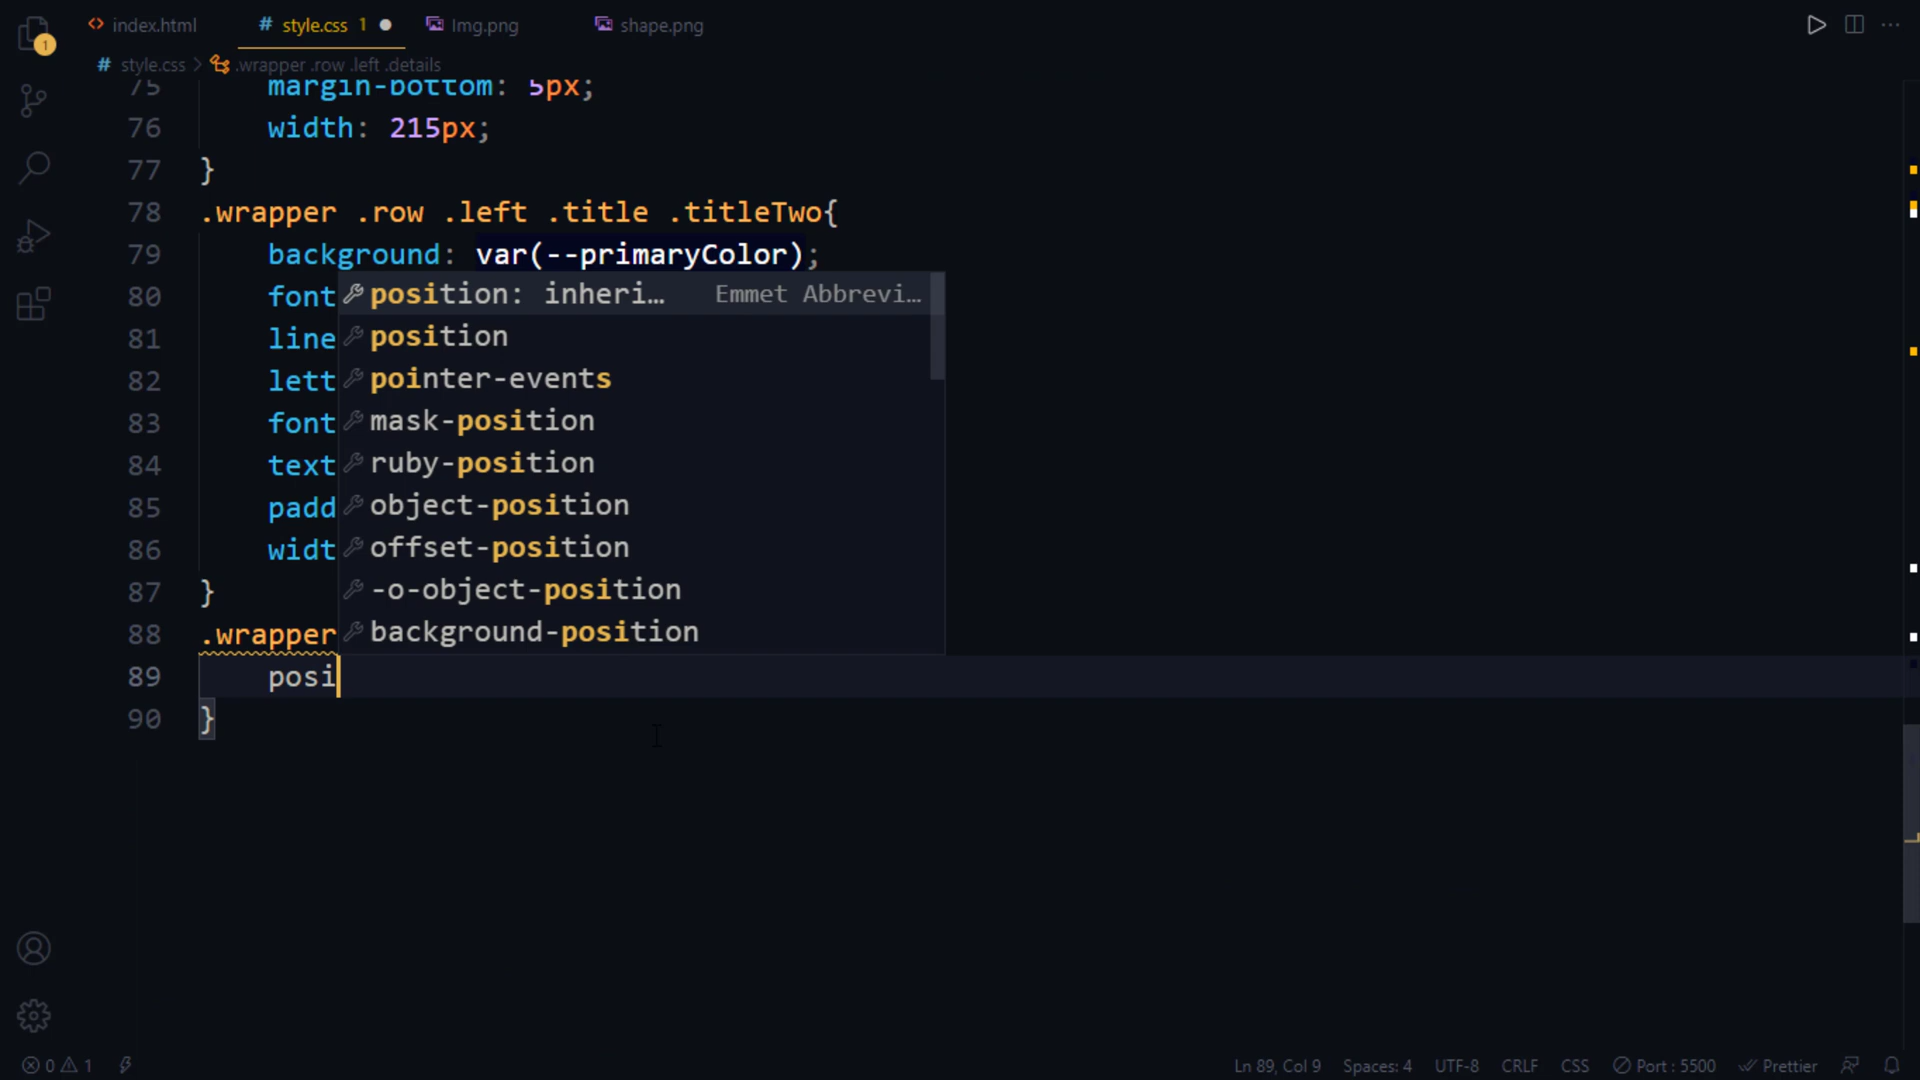 index.html
# style.css 1
Img.png
shape.png
1
# style.css > .wrapper .row .left .details
75 margin-bottom: 5px;
76 width: 215px;
77 }
78 .wrapper .row .left .title .titleTwo{
79 background: var(--primaryColor);
80 font
position: inheri… Emmet Abbrevi…
81 line
position
82 lett
pointer-events
83 font
mask-position
84 text
ruby-position
85 padd
object-position
86 widt
offset-position
87 }
-o-object-position
88 .wrapper
background-position
89 posi
90 }
0 1
Ln 89, Col 9 Spaces: 4 UTF-8 CRLF CSS Port : 5500 Prettier